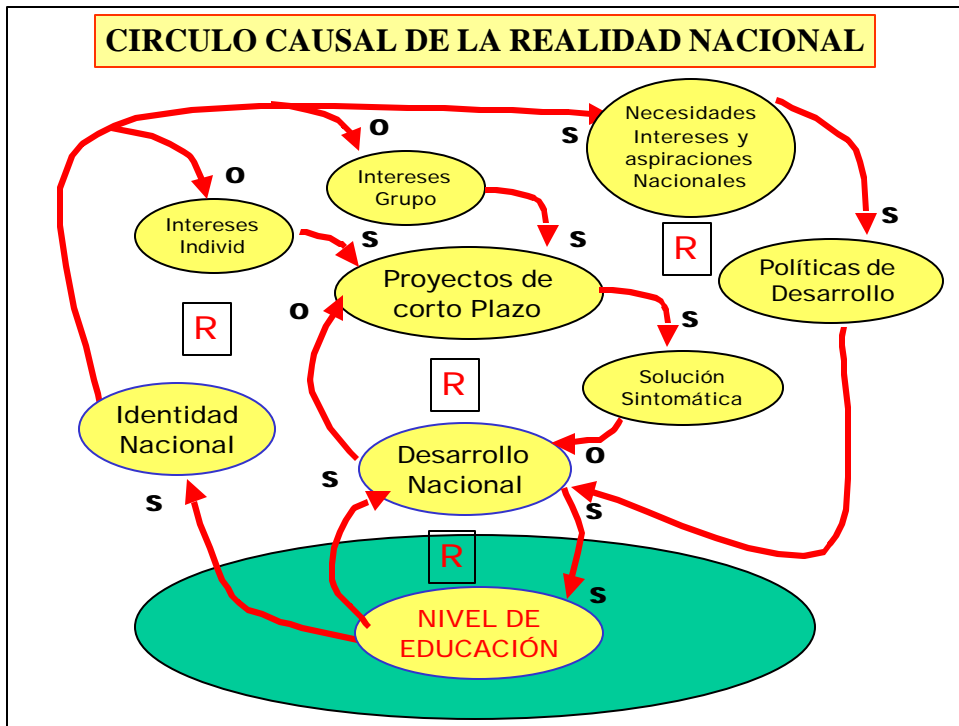 CIRCULO CAUSAL DE LA REALIDAD NACIONAL
Necesidades
Intereses y
aspiraciones
Nacionales
s
o
o
Intereses
Grupo
Intereses
Individ
s
s
s
R
Políticas de
Desarrollo
Proyectos de
corto Plazo
o
s
R
R
Solución
Sintomática
Identidad
Nacional
o
Desarrollo
Nacional
s
s
s
R
s
NIVEL DE
EDUCACIÓN